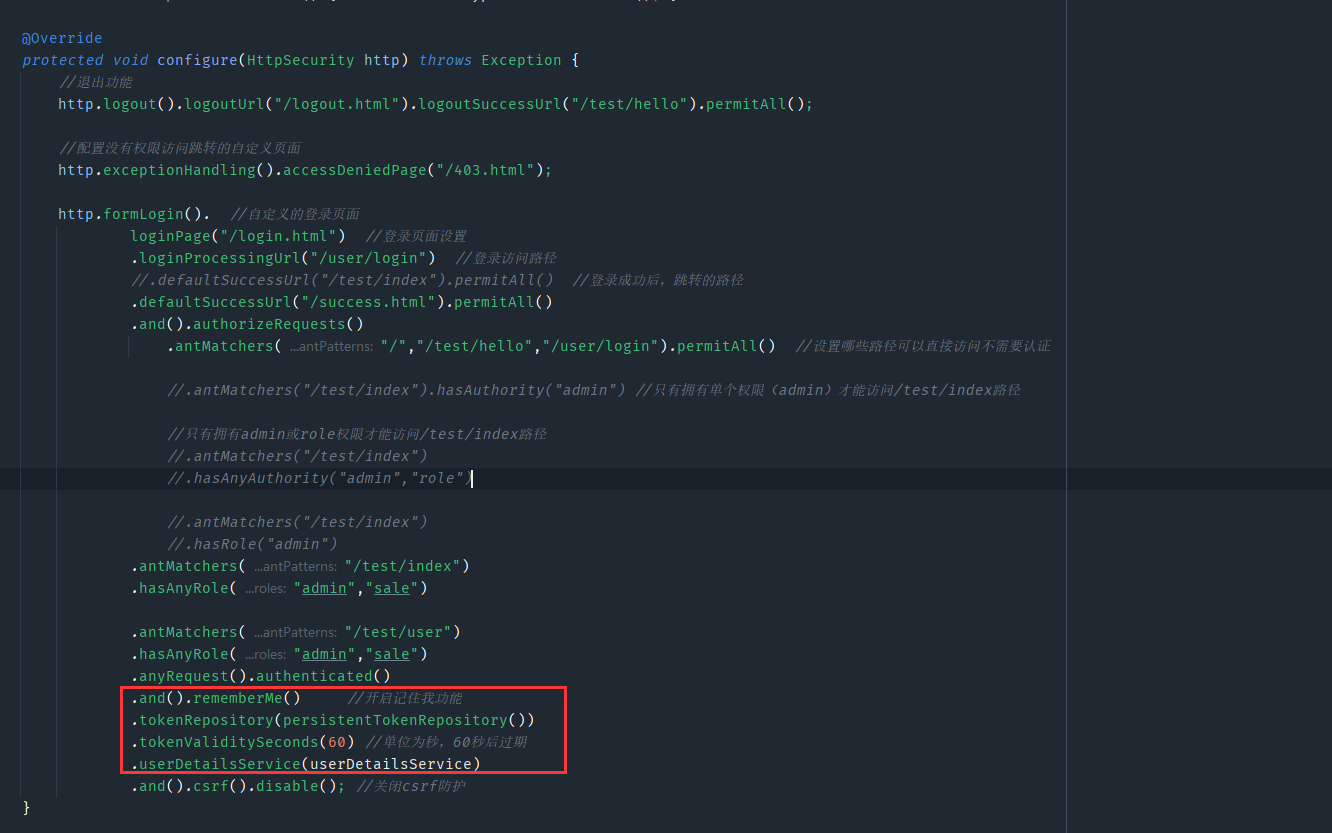 @Override
protected void configure(HttpSecurity http) throws Exception {
//退出功能
http.logout().logoutUrl("/logout.html").logoutSuccessUrl("/test/hello").permitAll();
//配置没有权限访问跳转的自定义页面
http.exceptionHandling().accessDeniedPage("/403.html");
http.formLogin(). //自定义的登录页面
loginPage("/login.html") //登录页面设置
.loginProcessingUrl("/user/login") //登录访问路径
//.defaultSuccessUrl("/test/index").permitAll() //登录成功后，跳转的路径
.defaultSuccessUrl("/success.html").permitAll()
.and().authorizeRequests()
.antMatchers( ...antPatterns: "/","/test/hello","/user/login").permitAll() //设置哪些路径可以直接访问不需要认证
//.antMatchers("/test/index").hasAuthority("admin") //只有拥有单个权限（admin）才能访问/test/index路径
//只有拥有admin或role权限才能访问/test/index路径
//.antMatchers("/test/index")
//.hasAnyAuthority("admin","role")
//.antMatchers("/test/index")
//.hasRole("admin")
.antMatchers( ...antPatterns: "/test/index")
.hasAnyRole( ...roles: "admin","sale")
.antMatchers( ...antPatterns: "/test/user")
.hasAnyRole( ...roles: "admin","sale")
.anyRequest().authenticated()
.and().rememberMe() //开启记住我功能
.tokenRepository(persistentTokenRepository())
.tokenValiditySeconds(60) //单位为秒，60秒后过期
.userDetailsService(userDetailsService)
.and().csrf().disable(); //关闭csrf防护
}